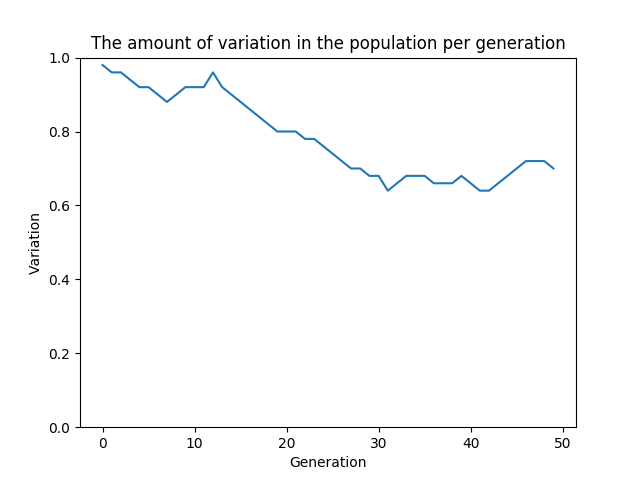 The amount of variation in the population per generation
1.0
0.8
0.6
0.4
0.2
0.0
Variation
0 10 20 30 40 50
Generation